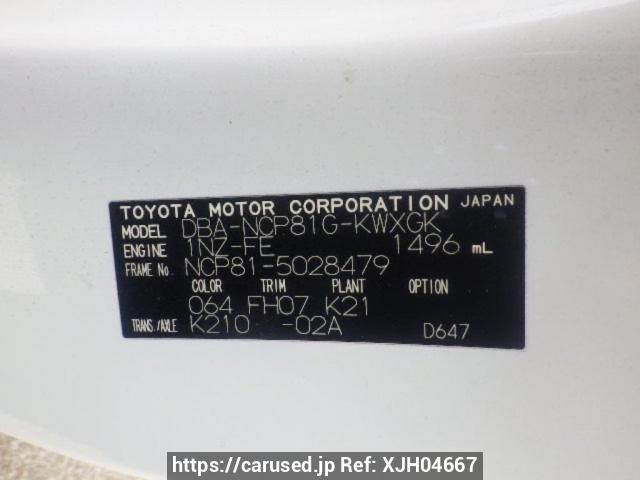 TOYOTA MOTOR CORPORATION JAPAN
MODEL DBA-NCP81G-KWXGK
ENGINE 1NZ-FE 1496 mL
FRAME No. NCP81-5028479
COLOR TRIM PLANT OPTION
064 FH07 K21
TRANS./AXLE K210 -02A D647
https://carused.jp Ref: XJH04667